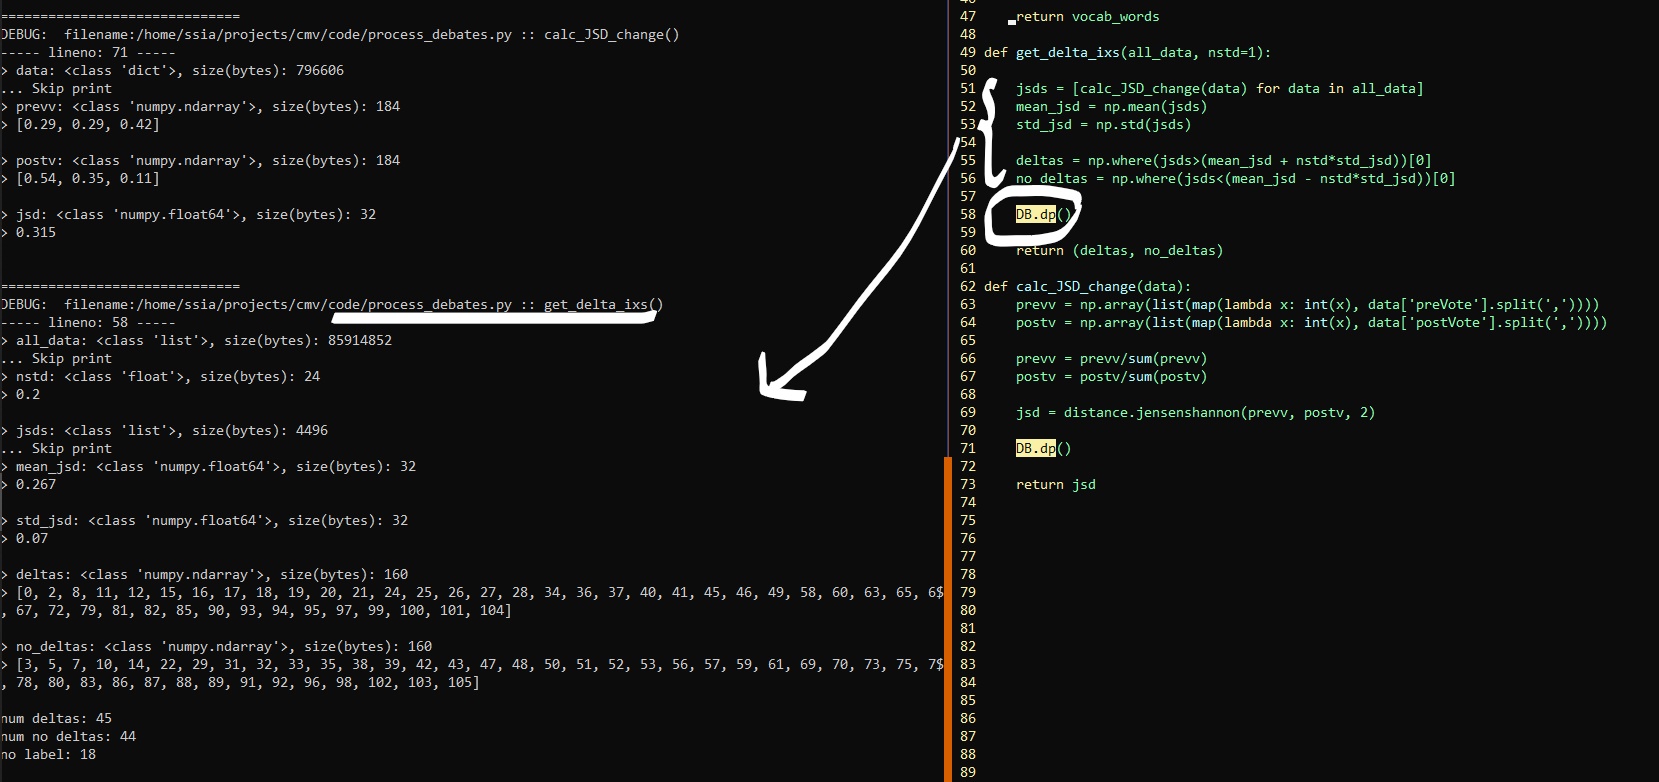 ==============================
DEBUG:  filename:/home/ssia/projects/cmv/code/process_debates.py :: calc_JSD_change()
----- lineno: 71 -----
> data: <class 'dict'>, size(bytes): 796606
... Skip print
> prevv: <class 'numpy.ndarray'>, size(bytes): 184
> [0.29, 0.29, 0.42]
> postv: <class 'numpy.ndarray'>, size(bytes): 184
> [0.54, 0.35, 0.11]
> jsd: <class 'numpy.float64'>, size(bytes): 32
> 0.315
==============================
DEBUG:  filename:/home/ssia/projects/cmv/code/process_debates.py :: get_delta_ixs()
----- lineno: 58 -----
> all_data: <class 'list'>, size(bytes): 85914852
... Skip print
> nstd: <class 'float'>, size(bytes): 24
> 0.2
> jsds: <class 'list'>, size(bytes): 4496
... Skip print
> mean_jsd: <class 'numpy.float64'>, size(bytes): 32
> 0.267
> std_jsd: <class 'numpy.float64'>, size(bytes): 32
> 0.07
> deltas: <class 'numpy.ndarray'>, size(bytes): 160
> [0, 2, 8, 11, 12, 15, 16, 17, 18, 19, 20, 21, 24, 25, 26, 27, 28, 34, 36, 37, 40, 41, 45, 46, 49, 58, 60, 63, 65, 6$
, 67, 72, 79, 81, 82, 85, 90, 93, 94, 95, 97, 99, 100, 101, 104]
> no_deltas: <class 'numpy.ndarray'>, size(bytes): 160
> [3, 5, 7, 10, 14, 22, 29, 31, 32, 33, 35, 38, 39, 42, 43, 47, 48, 50, 51, 52, 53, 56, 57, 59, 61, 69, 70, 73, 75, 7$
, 78, 80, 83, 86, 87, 88, 89, 91, 92, 96, 98, 102, 103, 105]
num deltas: 45
num no deltas: 44
no label: 18
47     return vocab_words
48
49 def get_delta_ixs(all_data, nstd=1):
50
51     jsds = [calc_JSD_change(data) for data in all_data]
52     mean_jsd = np.mean(jsds)
53     std_jsd = np.std(jsds)
54
55     deltas = np.where(jsds>(mean_jsd + nstd*std_jsd))[0]
56     no_deltas = np.where(jsds<(mean_jsd - nstd*std_jsd))[0]
57
58     DB.dp()
59
60     return (deltas, no_deltas)
61
62 def calc_JSD_change(data):
63     prevv = np.array(list(map(lambda x: int(x), data['preVote'].split(','))))
64     postv = np.array(list(map(lambda x: int(x), data['postVote'].split(','))))
65
66     prevv = prevv/sum(prevv)
67     postv = postv/sum(postv)
68
69     jsd = distance.jensenshannon(prevv, postv, 2)
70
71     DB.dp()
72
73     return jsd
74
75
76
77
78
79
80
81
82
83
84
85
86
87
88
89